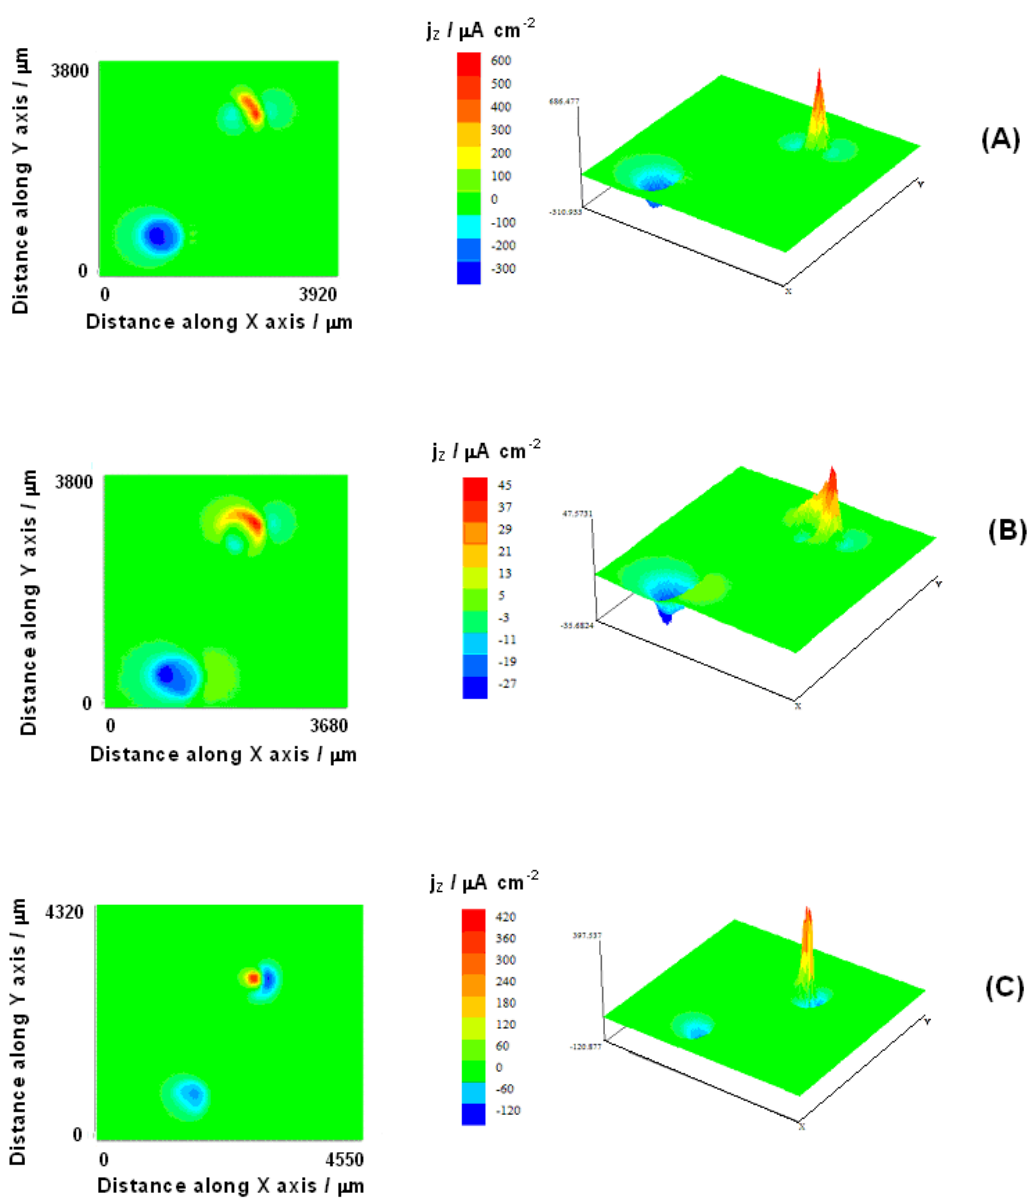 j_z / μA cm^-2
3800
0
0 3920
Distance along X axis / μm
Distance along Y axis / μm
600
500
400
300
200
100
0
-100
-200
-300
686.477
-310.933
Y
X
(A)
j_z / μA cm^-2
3800
0
0 3680
Distance along X axis / μm
Distance along Y axis / μm
45
37
29
21
13
5
-3
-11
-19
-27
47.5731
-35.6824
Y
X
(B)
j_z / μA cm^-2
4320
0
0 4550
Distance along X axis / μm
Distance along Y axis / μm
420
360
300
240
180
120
60
0
-60
-120
397.537
-120.877
Y
X
(C)